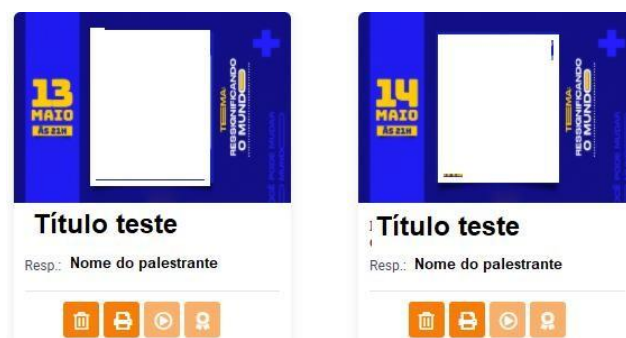 13
MAIO
ÀS 21H
TEMA:
RESSIGNIFICANDO
O MUNDO
Título teste
Resp.: Nome do palestrante
14
MAIO
ÀS 21H
TEMA:
RESSIGNIFICANDO
O MUNDO
Título teste
Resp.: Nome do palestrante